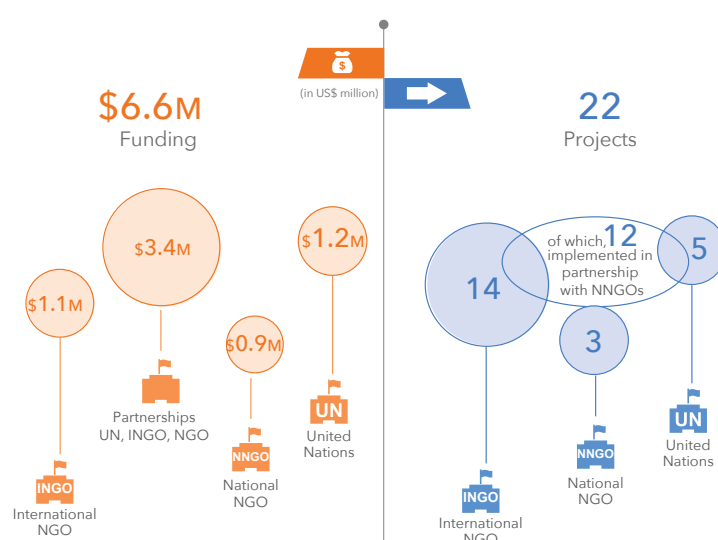 $
(in US$ million)
$6.6M
Funding
$3.4M
$1.2M
$1.1M
$0.9M
Partnerships
UN, INGO, NGO
UN
United
Nations
NNGO
National
NGO
INGO
International
NGO
22
Projects
of which,12
implemented in
partnership
with NNGOs
5
14
3
UN
United
Nations
NNGO
National
NGO
INGO
International
NGO